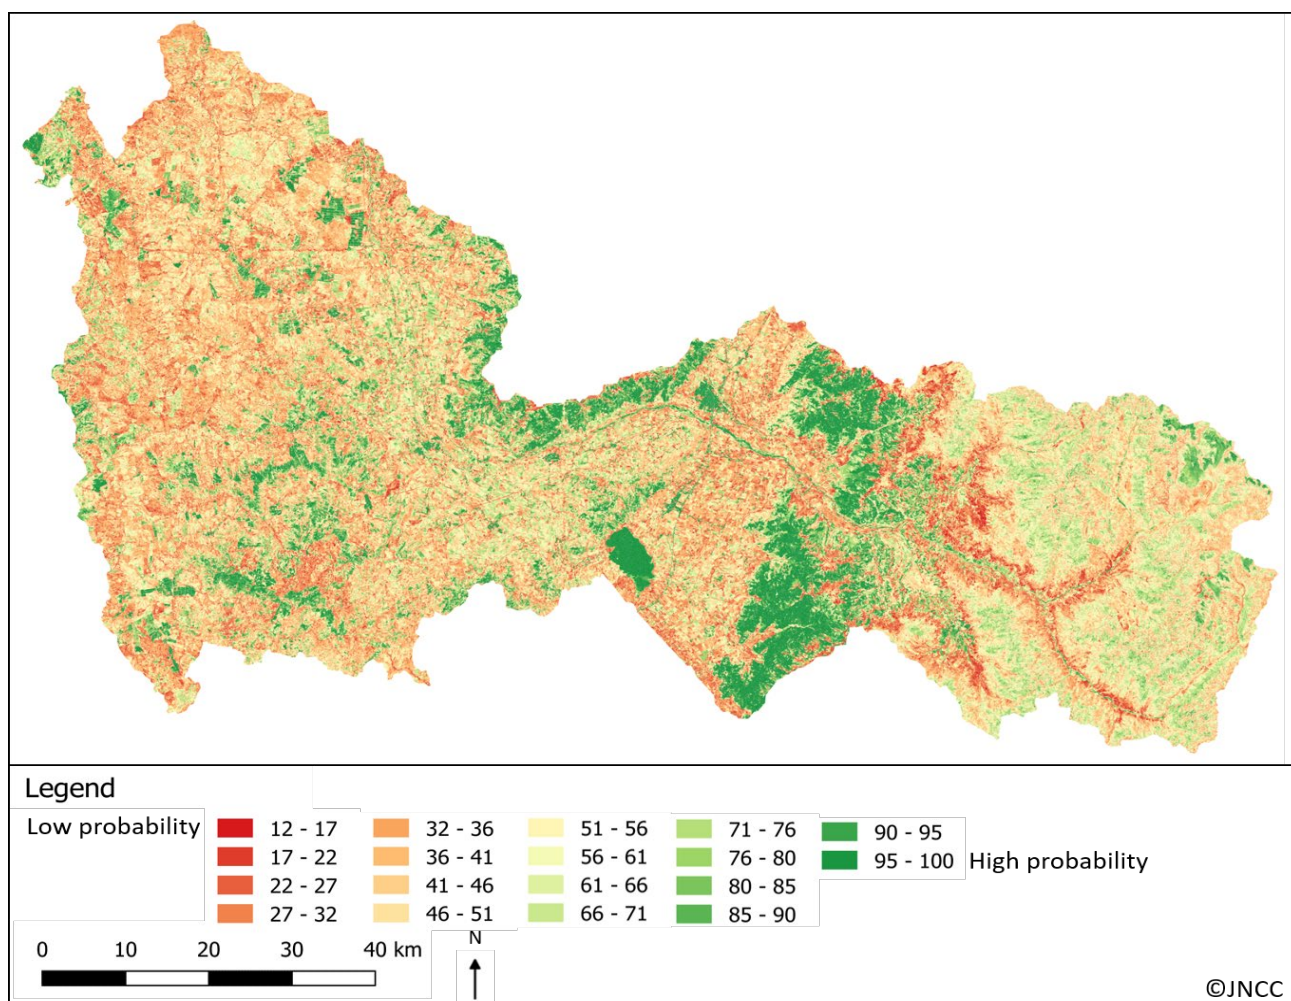 Legend
Low probability
12 - 17
17 - 22
22 - 27
27 - 32
32 - 36
36 - 41
41 - 46
46 - 51
51 - 56
56 - 61
61 - 66
66 - 71
71 - 76
76 - 80
80 - 85
85 - 90
90 - 95
95 - 100
High probability
0 10 20 30 40 km
N
©JNCC